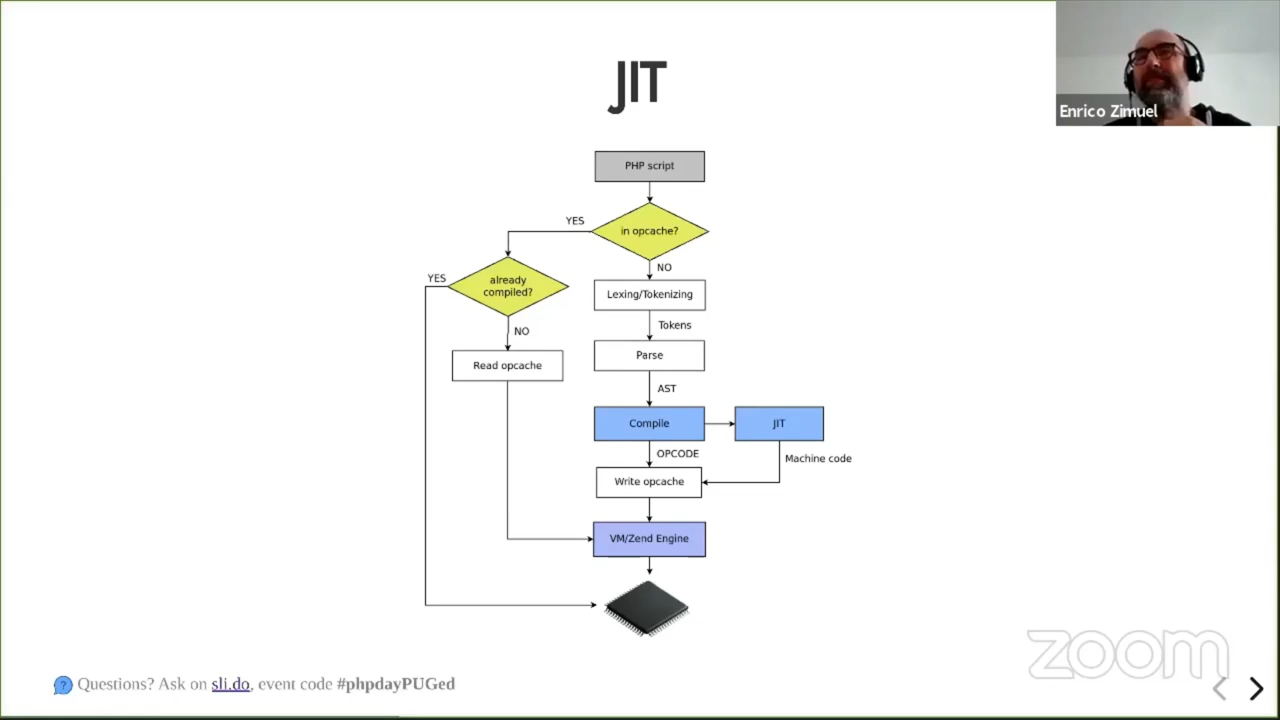 JIT
Enrico Zimuel
PHP script
YES
in opcache?
YES
already
compiled?
NO
Lexing/Tokenizing
Tokens
NO
Parse
Read opcache
AST
Compile
JIT
OPCODE
Machine code
Write opcache
VM/Zend Engine
zoom
? Questions? Ask on sli.do, event code #phpdayPUGed